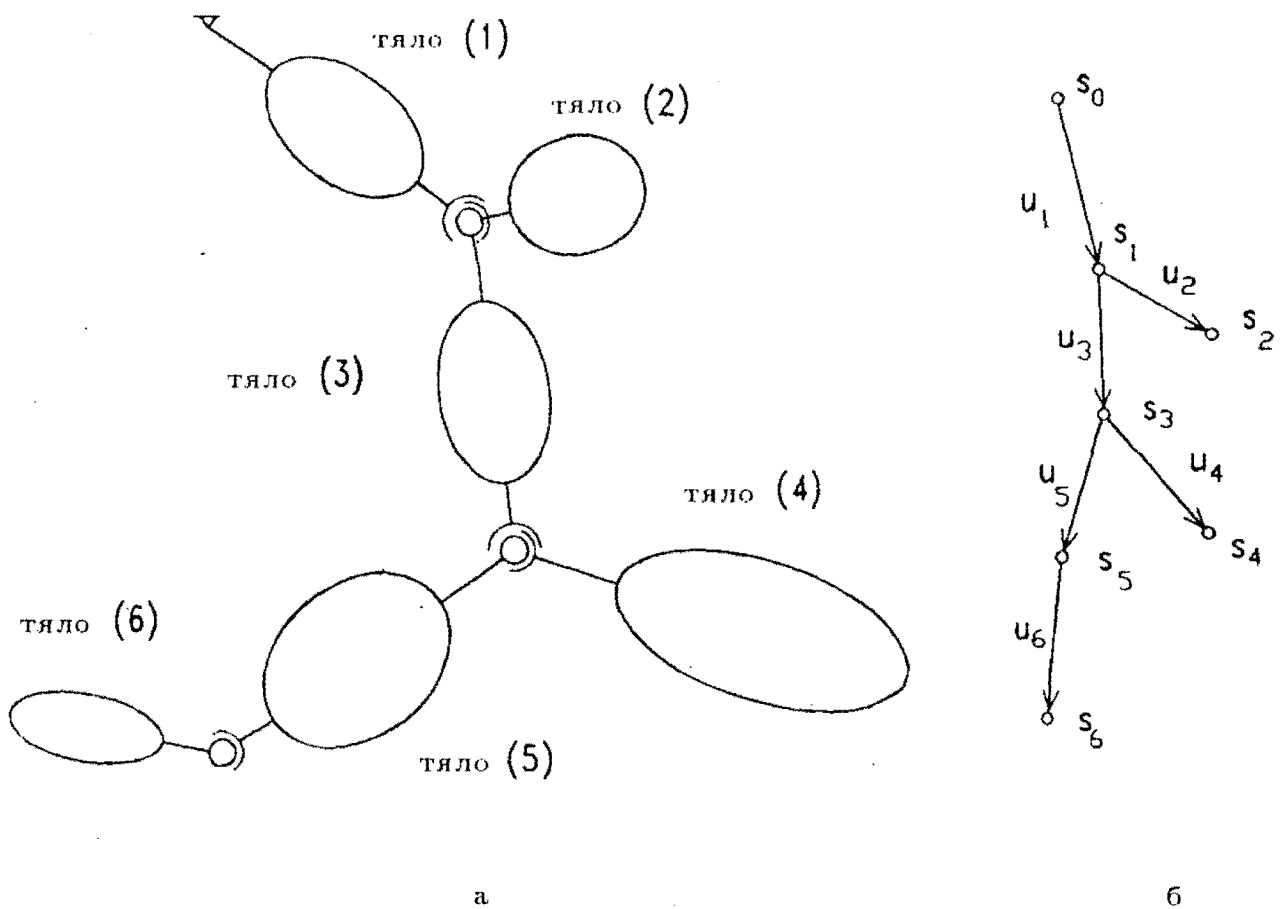 тяло (1)
тяло (2)
тяло (3)
тяло (4)
тяло (5)
тяло (6)
а
s0
u1
s1
u2
s2
u3
s3
u4
s4
u5
s5
u6
s6
б